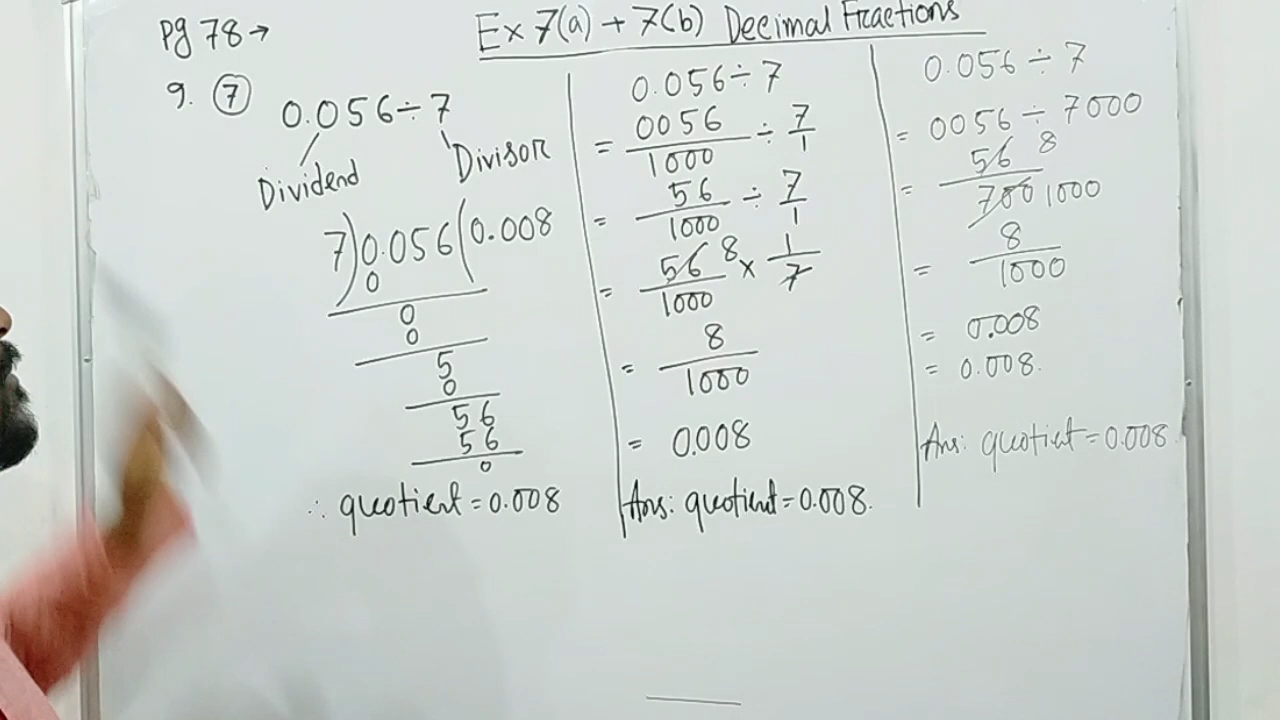 Pg 78→
Ex 7(a) + 7(b) Decimal Fractions
9. 7 0.056 ÷ 7
Dividend Divisor
7)0.056(0.008
0
0
0
5
0
56
56
0
∴ quotient = 0.008
0.056 ÷ 7
= 0056/1000 ÷ 7/1
= 56/1000 ÷ 7/1
= 56 8/1000 × 1/7
= 8/1000
= 0.008
Ans: quotient = 0.008.
0.056 ÷ 7
= 0056 ÷ 7000
= 56 8/700 1000
= 8/1000
= 0.008
= 0.008.
Ans: quotient = 0.008